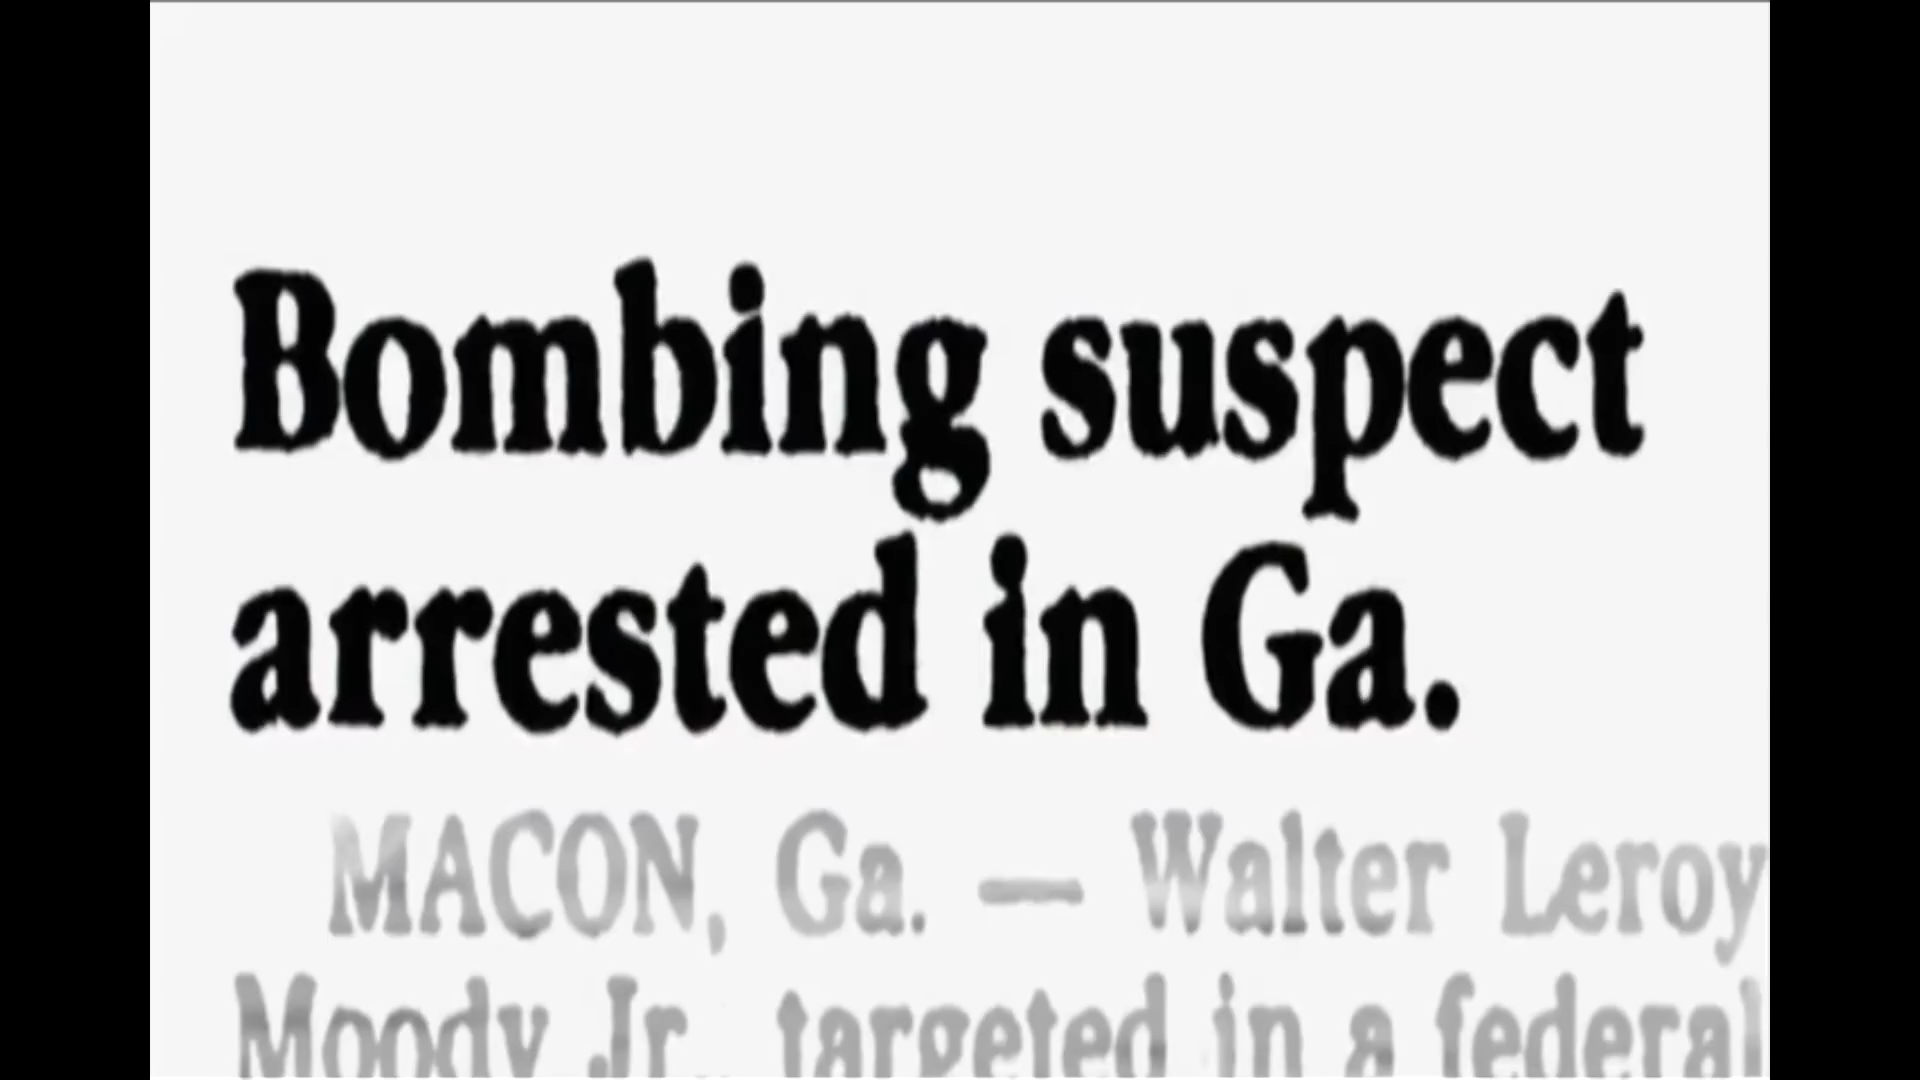 Bombing suspect
arrested in Ga.
MACON, Ga. — Walter Leroy
Moody Jr., targeted in a federal